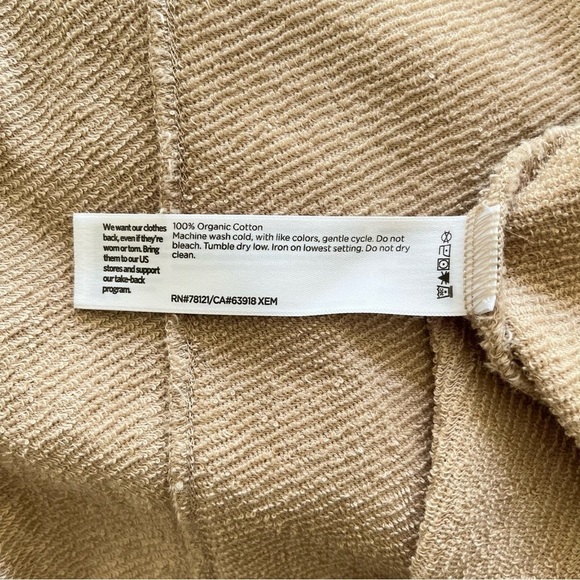 We want our clothes
back, even if they're
worn or torn. Bring
them to our US
stores and support
our take-back
program.
100% Organic Cotton
Machine wash cold, with like colors, gentle cycle. Do not
bleach. Tumble dry low. Iron on lowest setting. Do not dry
clean.
RN#78121/CA#63918 XEM